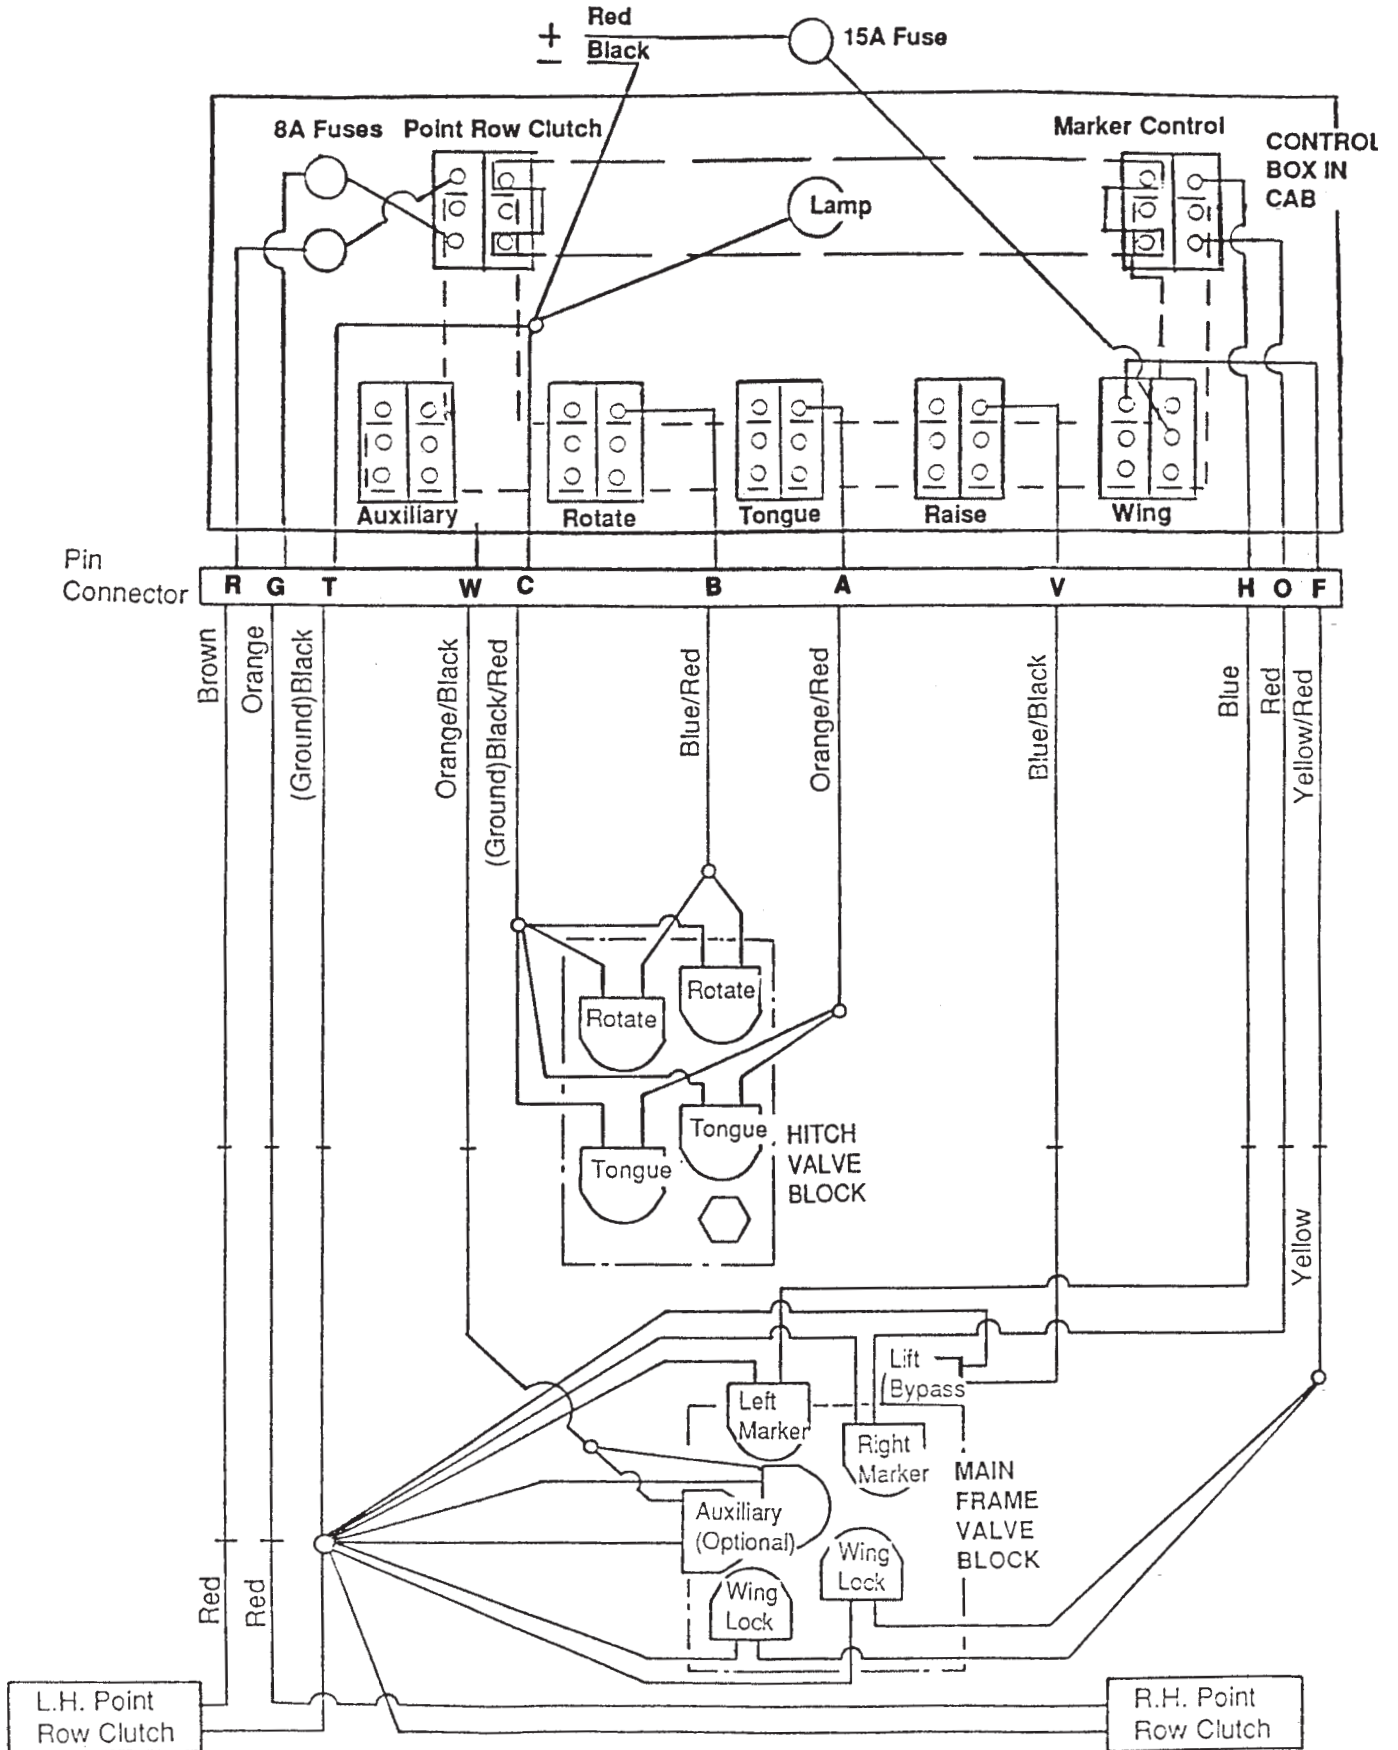 + Red
− Black
15A Fuse
8A Fuses
Point Row Clutch
Marker Control
CONTROL
BOX IN
CAB
Lamp
Auxiliary
Rotate
Tongue
Raise
Wing
Pin
Connector
R G T W C B A V H O F
Brown
Orange
(Ground)Black
Orange/Black
(Ground)Black/Red
Blue/Red
Orange/Red
Blue/Black
Blue
Red
Yellow/Red
Rotate
Rotate
Tongue
Tongue
HITCH
VALVE
BLOCK
Yellow
Lift
Bypass
Left
Marker
Right
Marker
MAIN
FRAME
VALVE
BLOCK
Auxiliary
(Optional)
Wing
Lock
Wing
Lock
Red
Red
L.H. Point
Row Clutch
R.H. Point
Row Clutch